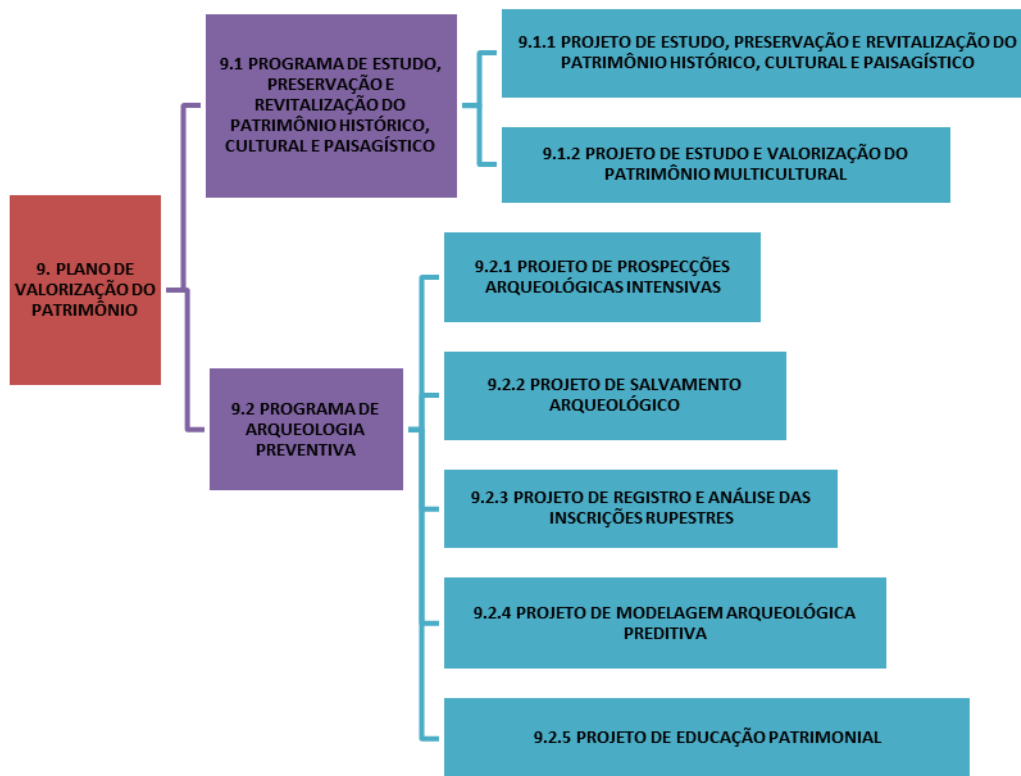 9. PLANO DE
VALORIZAÇÃO DO
PATRIMÔNIO
9.1 PROGRAMA DE ESTUDO,
PRESERVAÇÃO E
REVITALIZAÇÃO DO
PATRIMÔNIO HISTÓRICO,
CULTURAL E PAISAGÍSTICO
9.1.1 PROJETO DE ESTUDO, PRESERVAÇÃO E REVITALIZAÇÃO DO
PATRIMÔNIO HISTÓRICO, CULTURAL E PAISAGÍSTICO
9.1.2 PROJETO DE ESTUDO E VALORIZAÇÃO DO
PATRIMÔNIO MULTICULTURAL
9.2 PROGRAMA DE
ARQUEOLOGIA
PREVENTIVA
9.2.1 PROJETO DE PROSPECÇÕES
ARQUEOLÓGICAS INTENSIVAS
9.2.2 PROJETO DE SALVAMENTO
ARQUEOLÓGICO
9.2.3 PROJETO DE REGISTRO E ANÁLISE DAS
INSCRIÇÕES RUPESTRES
9.2.4 PROJETO DE MODELAGEM ARQUEOLÓGICA
PREDITIVA
9.2.5 PROJETO DE EDUCAÇÃO PATRIMONIAL